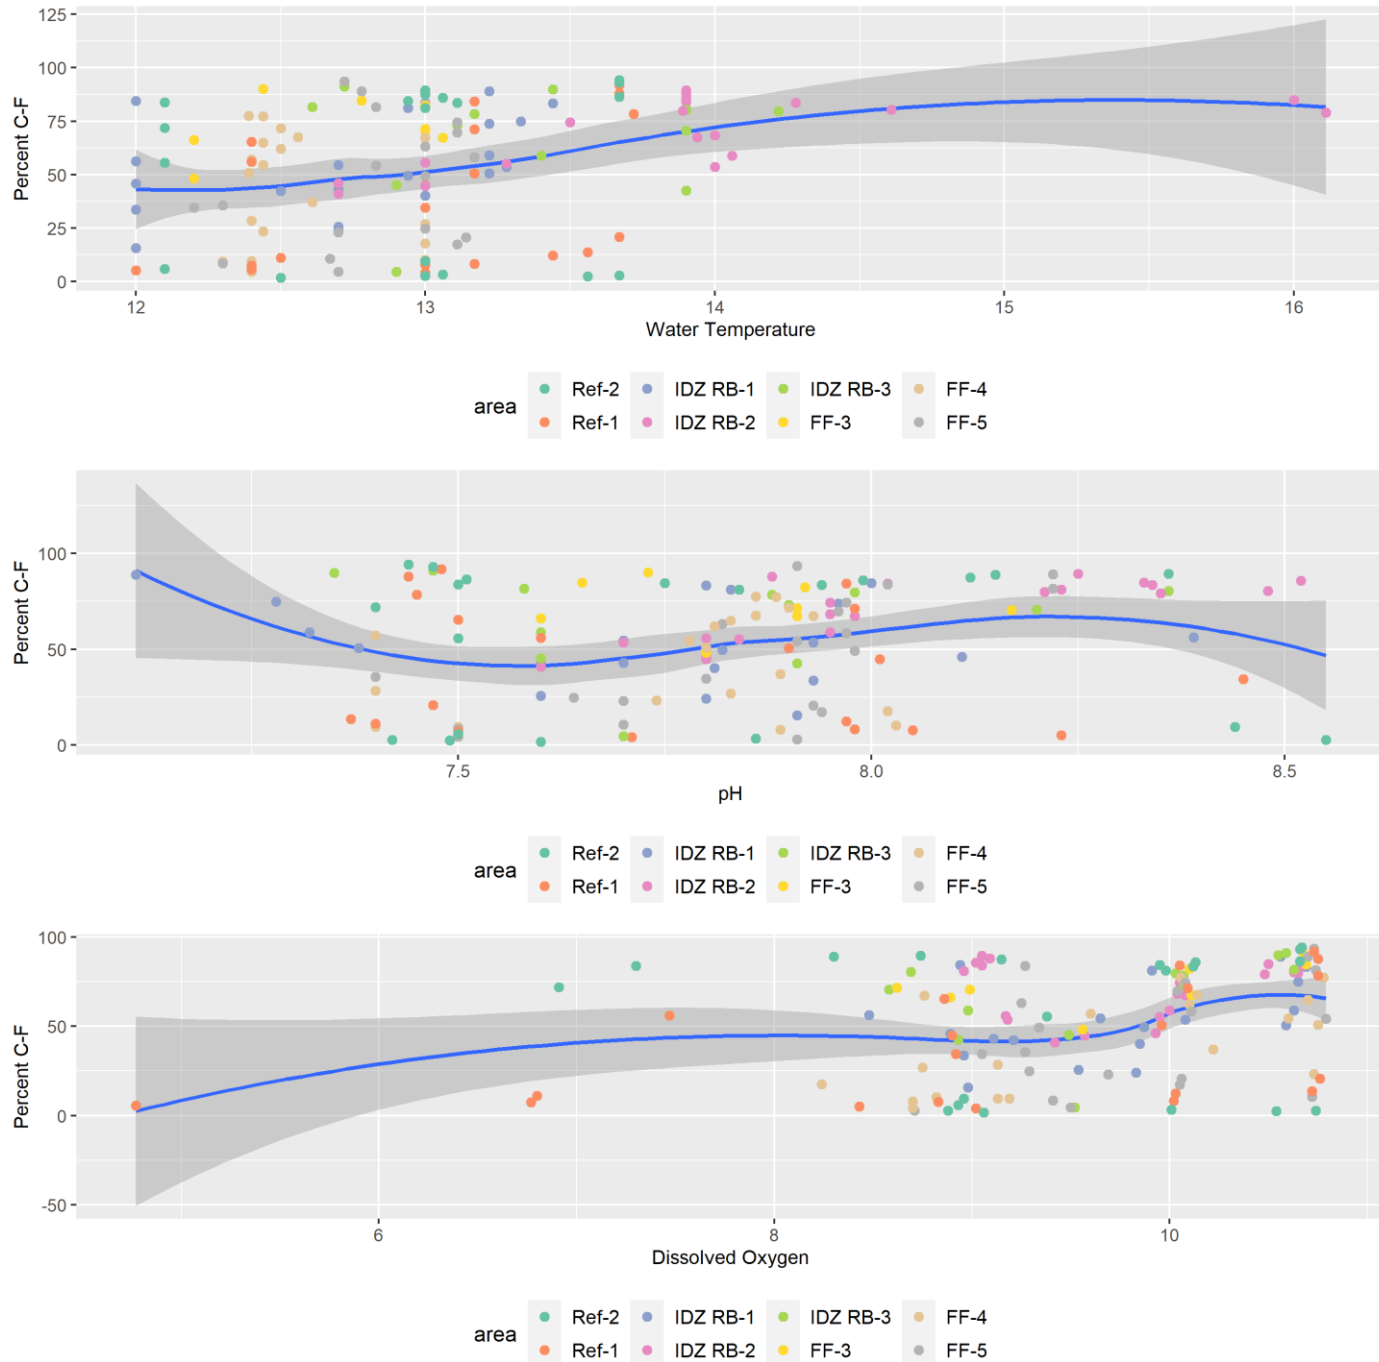 125
100
75
50
25
0
Percent C-F
12 13 14 15 16
Water Temperature
area
Ref-2 IDZ RB-1 IDZ RB-3 FF-4
Ref-1 IDZ RB-2 FF-3 FF-5
100
50
0
Percent C-F
7.5 8.0 8.5
pH
area
Ref-2 IDZ RB-1 IDZ RB-3 FF-4
Ref-1 IDZ RB-2 FF-3 FF-5
100
50
0
-50
Percent C-F
6 8 10
Dissolved Oxygen
area
Ref-2 IDZ RB-1 IDZ RB-3 FF-4
Ref-1 IDZ RB-2 FF-3 FF-5